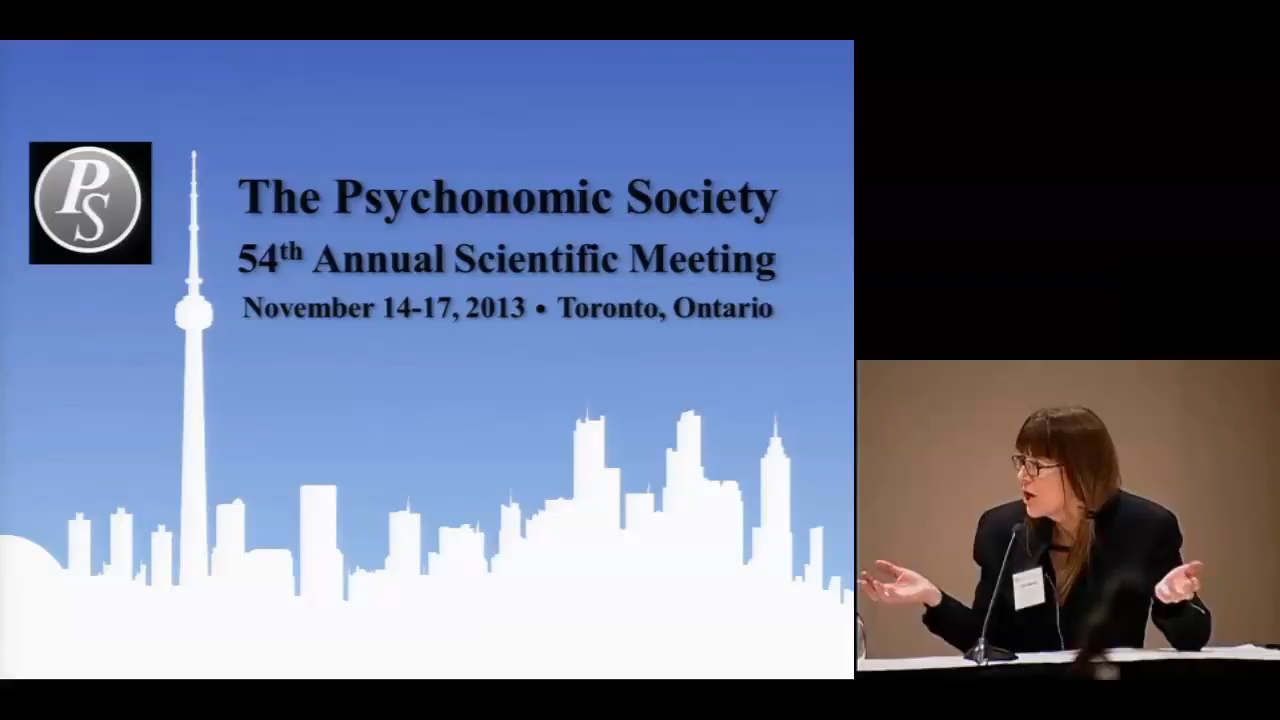 PS
The Psychonomic Society
54th Annual Scientific Meeting
November 14-17, 2013 • Toronto, Ontario